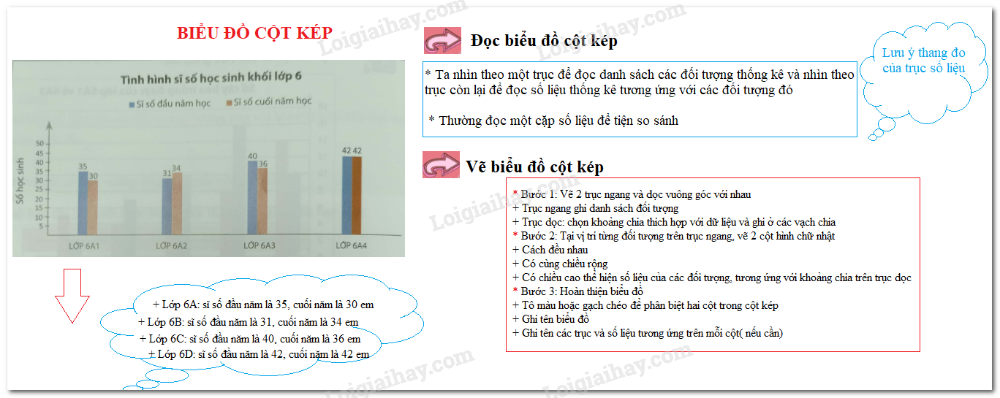 BIỂU ĐỒ CỘT KÉP
Tình hình sĩ số học sinh khối lớp 6
Sĩ số đầu năm học
Sĩ số cuối năm học
Số học sinh
50
45
40
35
30
25
20
15
10
5
35
30
31
34
40
36
42
42
LỚP 6A1
LỚP 6A2
LỚP 6A3
LỚP 6A4
+ Lớp 6A: sĩ số đầu năm là 35, cuối năm là 30 em
+ Lớp 6B: sĩ số đầu năm là 31, cuối năm là 34 em
+ Lớp 6C: sĩ số đầu năm là 40, cuối năm là 36 em
+ Lớp 6D: sĩ số đầu năm là 42, cuối năm là 42 em
Đọc biểu đồ cột kép
* Ta nhìn theo một trục để đọc danh sách các đối tượng thống kê và nhìn theo
trục còn lại để đọc số liệu thống kê tương ứng với các đối tượng đó
* Thường đọc một cặp số liệu để tiện so sánh
Lưu ý thang đo
của trục số liệu
Vẽ biểu đồ cột kép
* Bước 1: Vẽ 2 trục ngang và dọc vuông góc với nhau
+ Trục ngang ghi danh sách đối tượng
+ Trục dọc: chọn khoảng chia thích hợp với dữ liệu và ghi ở các vạch chia
* Bước 2: Tại vị trí từng đối tượng trên trục ngang, vẽ 2 cột hình chữ nhật
+ Cách đều nhau
+ Có cùng chiều rộng
+ Có chiều cao thể hiện số liệu của các đối tượng, tương ứng với khoảng chia trên trục dọc
* Bước 3: Hoàn thiện biểu đồ
+ Tô màu hoặc gạch chéo để phân biệt hai cột trong cột kép
+ Ghi tên biểu đồ
+ Ghi tên các trục và số liệu tương ứng trên mỗi cột( nếu cần)
Loigiaihay.com
Loigiaihay.com
Loigiaihay.com
Loigiaihay.com
Loigiaihay.com